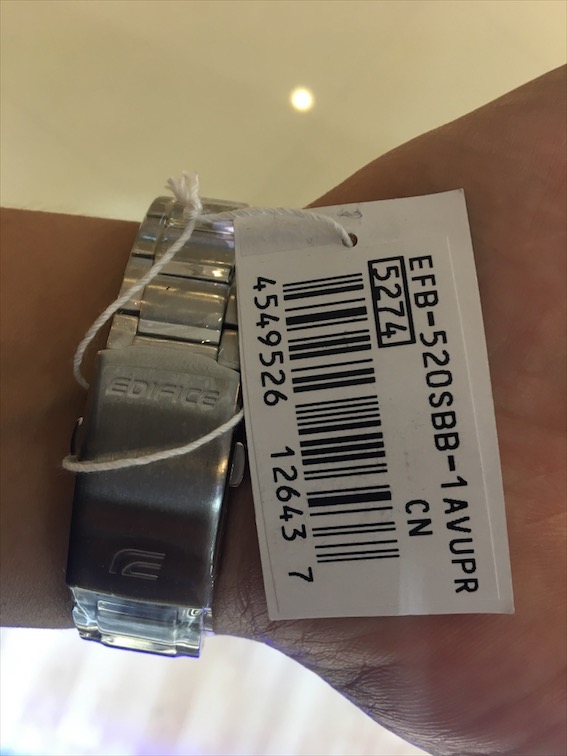 EDIFICE
EFB-520SBB-1AVUPR
5274
CN
4549526 12643 7